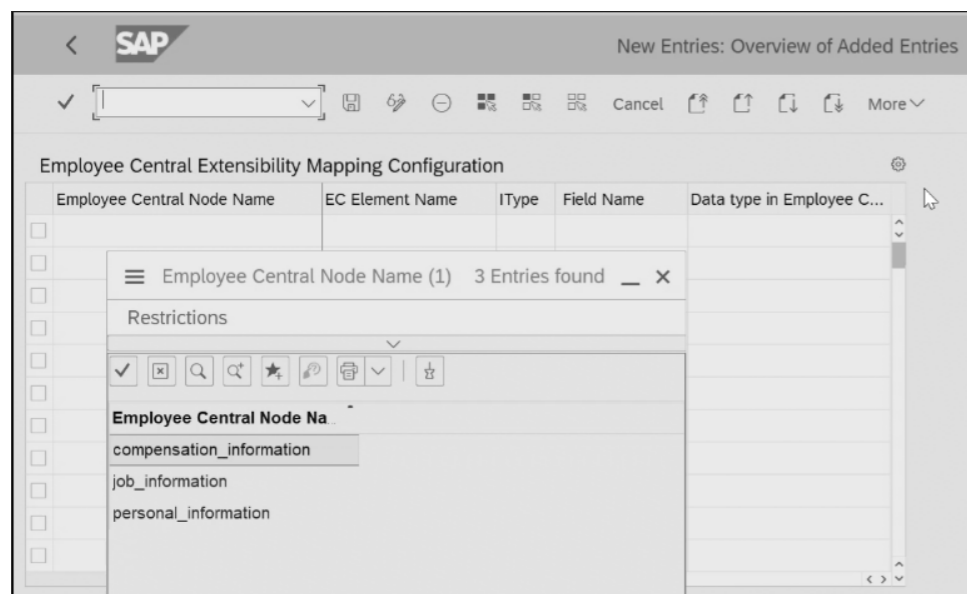 SAP
New Entries: Overview of Added Entries
Cancel
More
Employee Central Extensibility Mapping Configuration
Employee Central Node Name EC Element Name IType Field Name Data type in Employee C...
Employee Central Node Name (1) 3 Entries found
Restrictions
Employee Central Node Na...
compensation_information
job_information
personal_information